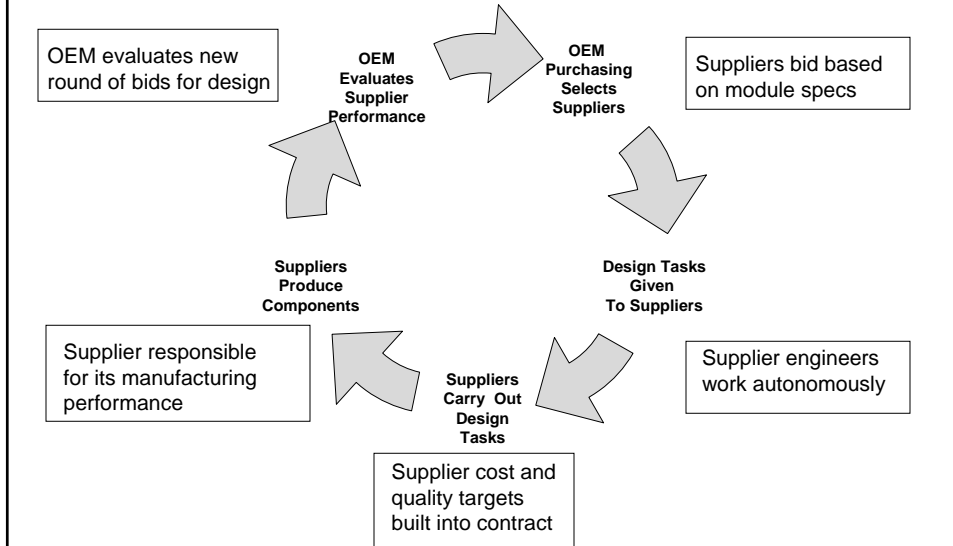 OEM evaluates new
round of bids for design
OEM
Evaluates
Supplier
Performance
OEM
Purchasing
Selects
Suppliers
Suppliers bid based
on module specs
Suppliers
Produce
Components
Design Tasks
Given
To Suppliers
Supplier responsible
for its manufacturing
performance
Suppliers
Carry Out
Design
Tasks
Supplier engineers
work autonomously
Supplier cost and
quality targets
built into contract